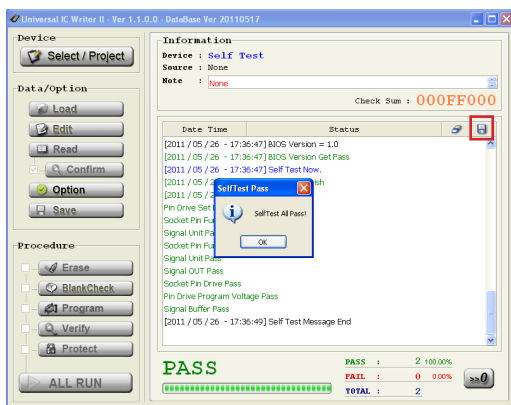 Universal IC Writer II - Ver 1.1.0.0 - DataBase Ver 20110517
Device
Select / Project
Data/Option
Load
Edit
Read
Confirm
Option
Save
Procedure
Erase
BlankCheck
Program
Verify
Protect
ALL RUN
Information
Device : Self Test
Source : None
Note : None
Check Sum : 000FF000
Date Time Status
[2011 / 05 / 26 - 17:36:47] BIOS Version = 1.0
[2011 / 05 / 26 - 17:36:47] BIOS Version Get Pass
[2011 / 05 / 26 - 17:36:47] Self Test Now.
[2011 / 05 / 2
Pin Drive Set
Socket Pin Fu
Signal Unit Pa
Socket Pin Fu
Signal Unit Pass
Signal OUT Pass
Socket Pin Drive Pass
Pin Drive Program Voltage Pass
Signal Buffer Pass
[2011 / 05 / 26 - 17:36:49] Self Test Message End
SelfTest Pass
SelfTest All Pass!
OK
PASS
PASS : 2 100.00%
FAIL : 0 0.00%
TOTAL : 2
>>0